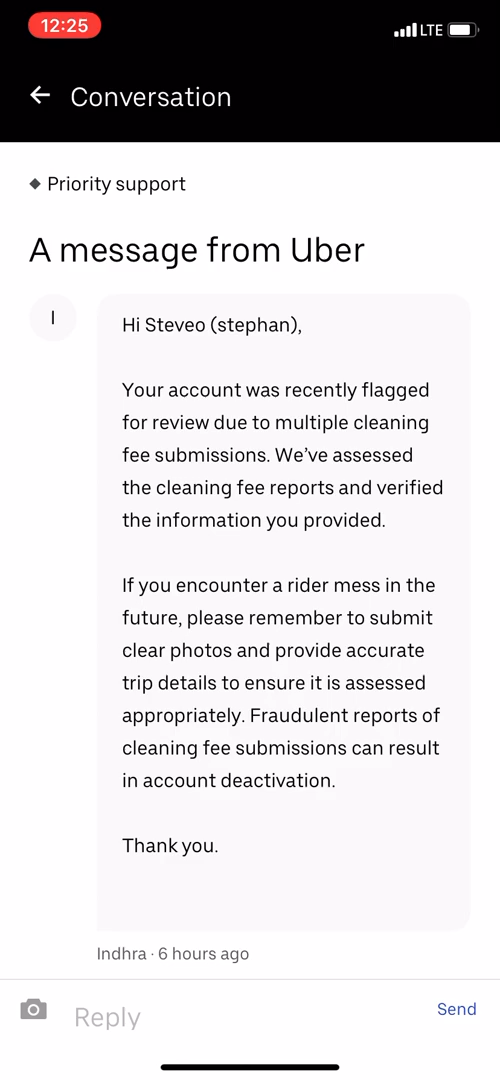 12:25
LTE
Conversation
Priority support
A message from Uber
I
Hi Steveo (stephan),
Your account was recently flagged
for review due to multiple cleaning
fee submissions. We've assessed
the cleaning fee reports and verified
the information you provided.
If you encounter a rider mess in the
future, please remember to submit
clear photos and provide accurate
trip details to ensure it is assessed
appropriately. Fraudulent reports of
cleaning fee submissions can result
in account deactivation.
Thank you.
Indhra · 6 hours ago
Reply
Send